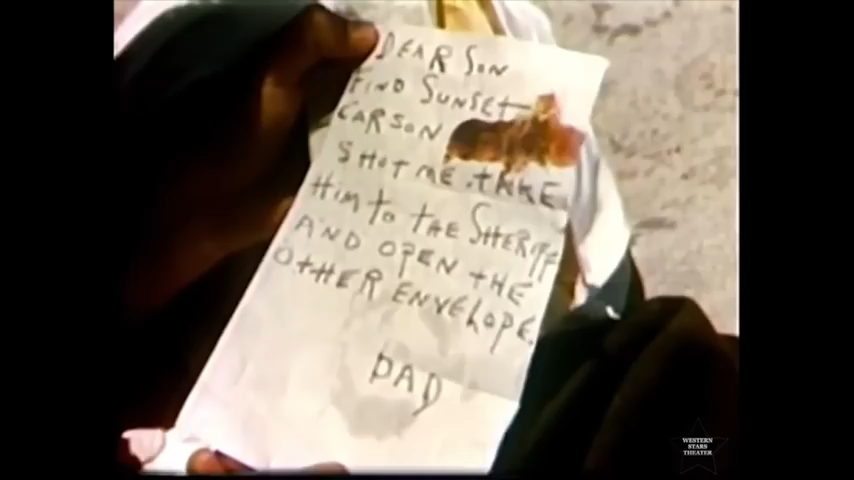 DEAR SON
FIND SUNSET
CARSON
SHOT ME. TAKE
HIM TO THE SHERIFF
AND OPEN THE
OTHER ENVELOPE.
DAD
WESTERN
STARS
THEATER